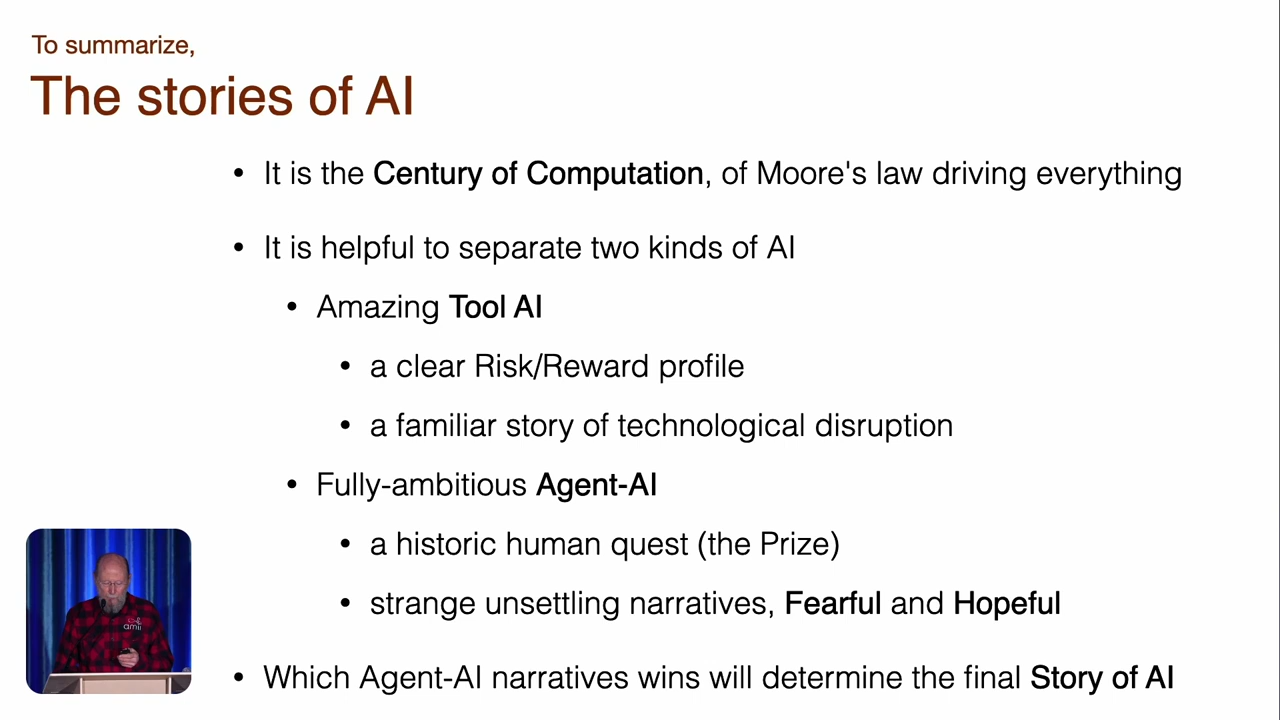 To summarize,
The stories of AI
• It is the Century of Computation, of Moore's law driving everything
• It is helpful to separate two kinds of AI
• Amazing Tool AI
• a clear Risk/Reward profile
• a familiar story of technological disruption
• Fully-ambitious Agent-AI
• a historic human quest (the Prize)
• strange unsettling narratives, Fearful and Hopeful
• Which Agent-AI narratives wins will determine the final Story of AI
amii